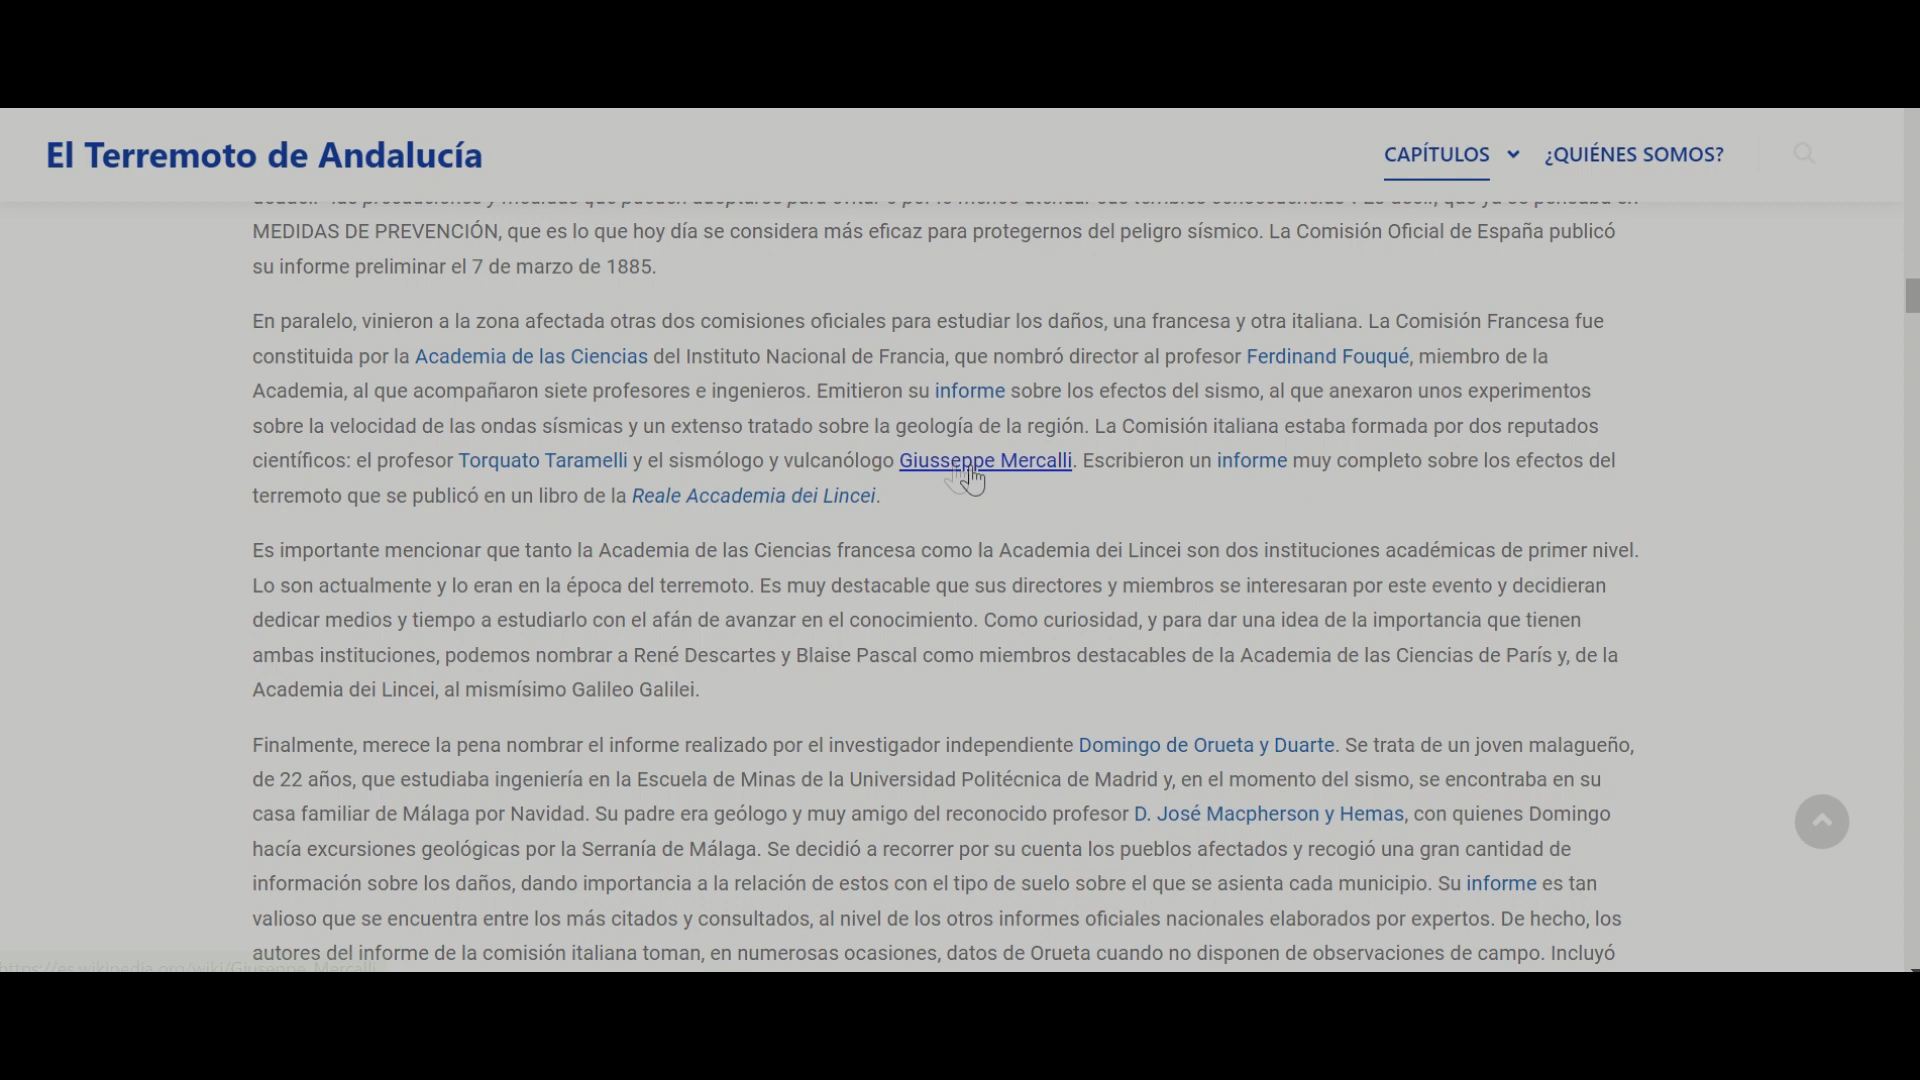 El Terremoto de Andalucía
CAPÍTULOS
¿QUIÉNES SOMOS?
MEDIDAS DE PREVENCIÓN, que es lo que hoy día se considera más eficaz para protegernos del peligro sísmico. La Comisión Oficial de España publicó
su informe preliminar el 7 de marzo de 1885.
En paralelo, vinieron a la zona afectada otras dos comisiones oficiales para estudiar los daños, una francesa y otra italiana. La Comisión Francesa fue
constituida por la Academia de las Ciencias del Instituto Nacional de Francia, que nombró director al profesor Ferdinand Fouqué, miembro de la
Academia, al que acompañaron siete profesores e ingenieros. Emitieron su informe sobre los efectos del sismo, al que anexaron unos experimentos
sobre la velocidad de las ondas sísmicas y un extenso tratado sobre la geología de la región. La Comisión italiana estaba formada por dos reputados
científicos: el profesor Torquato Taramelli y el sismólogo y vulcanólogo Giusseppe Mercalli. Escribieron un informe muy completo sobre los efectos del
terremoto que se publicó en un libro de la Reale Accademia dei Lincei.
Es importante mencionar que tanto la Academia de las Ciencias francesa como la Academia dei Lincei son dos instituciones académicas de primer nivel.
Lo son actualmente y lo eran en la época del terremoto. Es muy destacable que sus directores y miembros se interesaran por este evento y decidieran
dedicar medios y tiempo a estudiarlo con el afán de avanzar en el conocimiento. Como curiosidad, y para dar una idea de la importancia que tienen
ambas instituciones, podemos nombrar a René Descartes y Blaise Pascal como miembros destacables de la Academia de las Ciencias de París y, de la
Academia dei Lincei, al mismísimo Galileo Galilei.
Finalmente, merece la pena nombrar el informe realizado por el investigador independiente Domingo de Orueta y Duarte. Se trata de un joven malagueño,
de 22 años, que estudiaba ingeniería en la Escuela de Minas de la Universidad Politécnica de Madrid y, en el momento del sismo, se encontraba en su
casa familiar de Málaga por Navidad. Su padre era geólogo y muy amigo del reconocido profesor D. José Macpherson y Hemas, con quienes Domingo
hacía excursiones geológicas por la Serranía de Málaga. Se decidió a recorrer por su cuenta los pueblos afectados y recogió una gran cantidad de
información sobre los daños, dando importancia a la relación de estos con el tipo de suelo sobre el que se asienta cada municipio. Su informe es tan
valioso que se encuentra entre los más citados y consultados, al nivel de los otros informes oficiales nacionales elaborados por expertos. De hecho, los
autores del informe de la comisión italiana toman, en numerosas ocasiones, datos de Orueta cuando no disponen de observaciones de campo. Incluyó